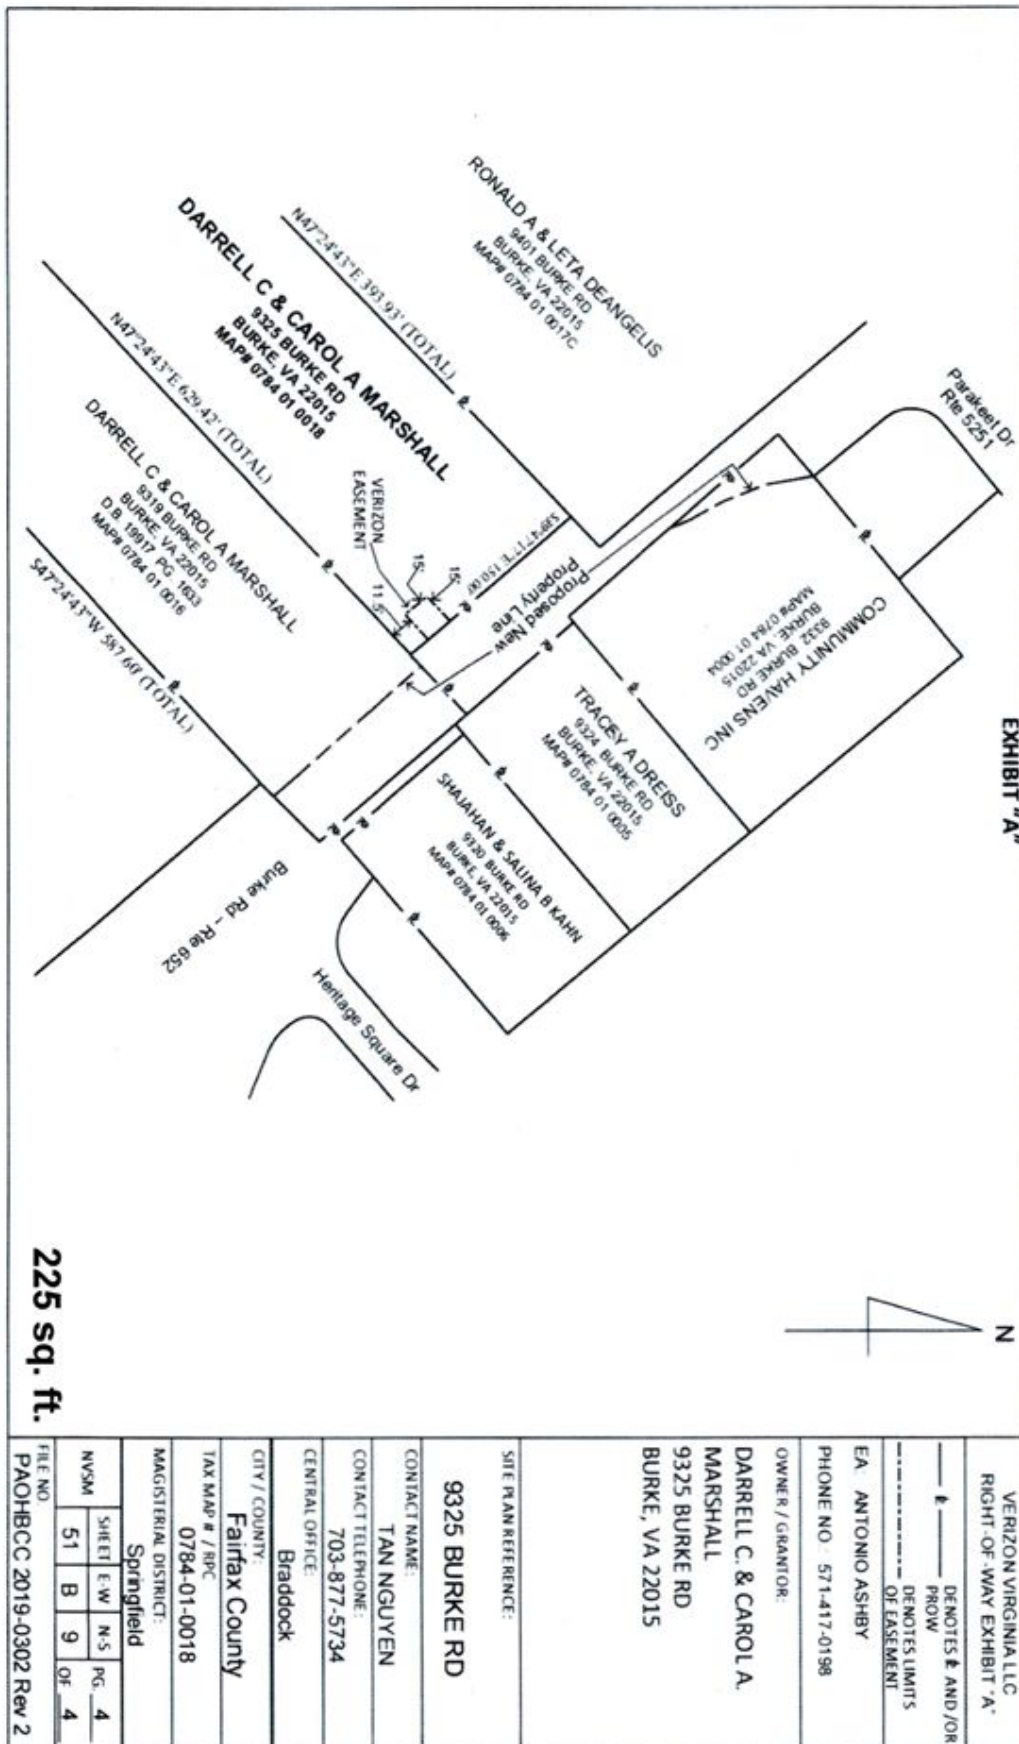 EXHIBIT "A"
Parakeet Dr
Rte 5251
RONALD A & LETA DEANGELIS
9401 BURKE RD
BURKE, VA 22015
MAP# 0784 01 0017C
N47°24'43"E 393.93' (TOTAL)
DARRELL C & CAROL A MARSHALL
9325 BURKE RD
BURKE, VA 22015
MAP# 0784 01 0018
N47°24'43"E 629.42' (TOTAL)
DARRELL C & CAROL A MARSHALL
9319 BURKE RD
BURKE, VA 22015
D.B. 19917 PG. 1633
MAP# 0784 01 0016
S47°24'43"W 587.60' (TOTAL)
VERIZON
EASEMENT
15'
15'
11.5'
150.00'
Proposed New
Property Line
COMMUNITY HAVENS INC
9332 BURKE RD
BURKE, VA 22015
MAP# 0784 01 0004
TRACEY A DREISS
9324 BURKE RD
BURKE, VA 22015
MAP# 0784 01 0005
SHAJAHAN & SALINA B KAHN
9320 BURKE RD
BURKE, VA 22015
MAP# 0784 01 0006
Burke Rd - Rte 652
Heritage Square Dr
N
225 sq. ft.
VERIZON VIRGINIA LLC
RIGHT-OF-WAY EXHIBIT "A"
DENOTES ⅊ AND/OR
PROW
DENOTES LIMITS
OF EASEMENT
EA: ANTONIO ASHBY
PHONE NO: 571-417-0198
OWNER / GRANTOR:
DARRELL C. & CAROL A.
MARSHALL
9325 BURKE RD
BURKE, VA 22015
SITE PLAN REFERENCE:
9325 BURKE RD
CONTACT NAME:
TAN NGUYEN
CONTACT TELEPHONE:
703-877-5734
CENTRAL OFFICE:
Braddock
CITY / COUNTY:
Fairfax County
TAX MAP # / RPC
0784-01-0018
MAGISTERIAL DISTRICT:
Springfield
NVSM SHEET E-W N-S PG. 4
51 B 9 OF 4
FILE NO.
PAOHBCC 2019-0302 Rev 2